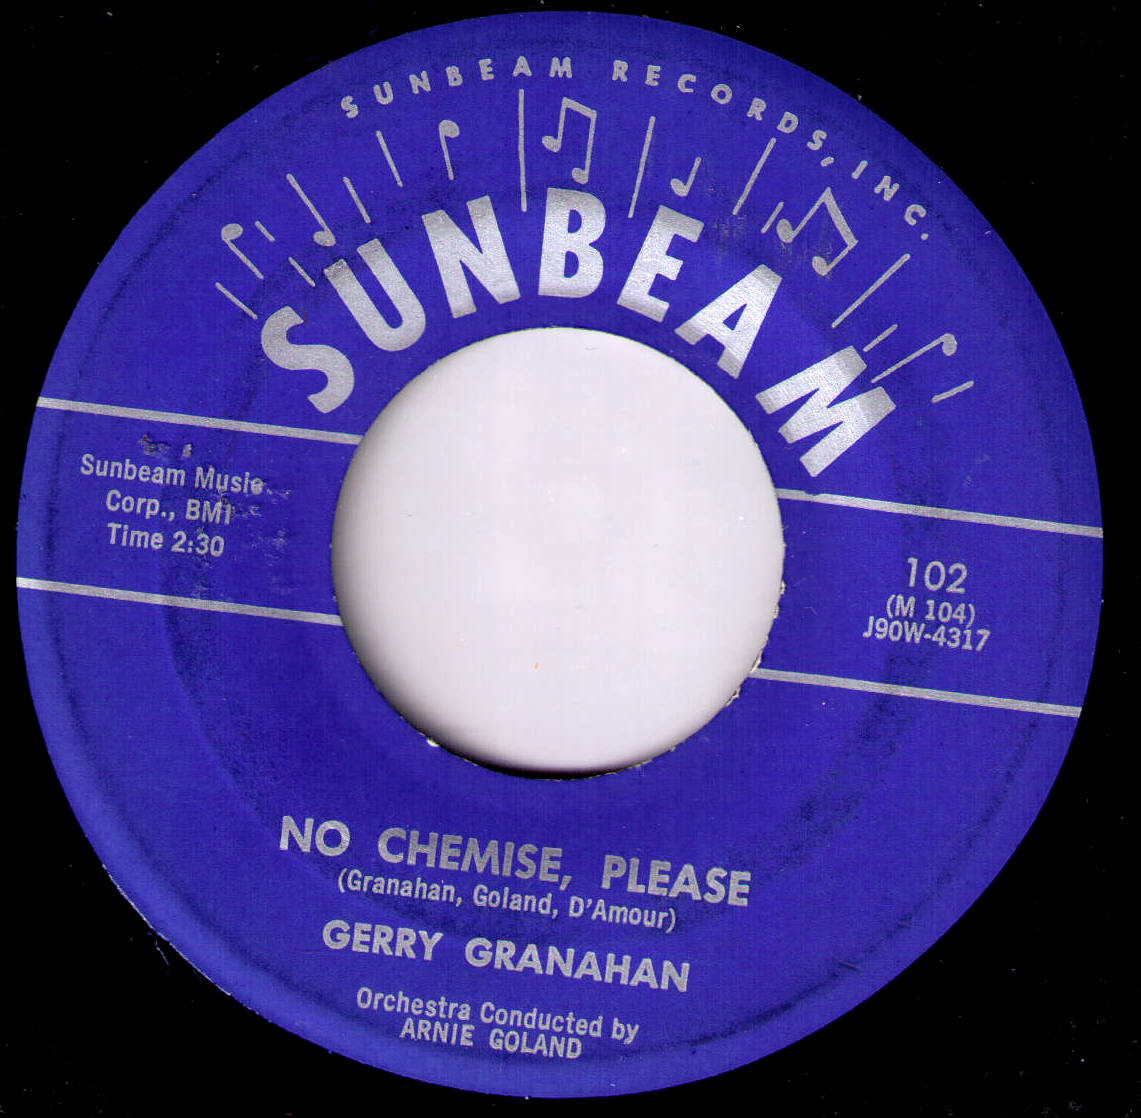 SUNBEAM RECORDS, INC.
SUNBEAM
Sunbeam Music
Corp., BMI
Time 2:30
102
(M 104)
J90W-4317
NO CHEMISE, PLEASE
(Granahan, Goland, D'Amour)
GERRY GRANAHAN
Orchestra Conducted by
ARNIE GOLAND